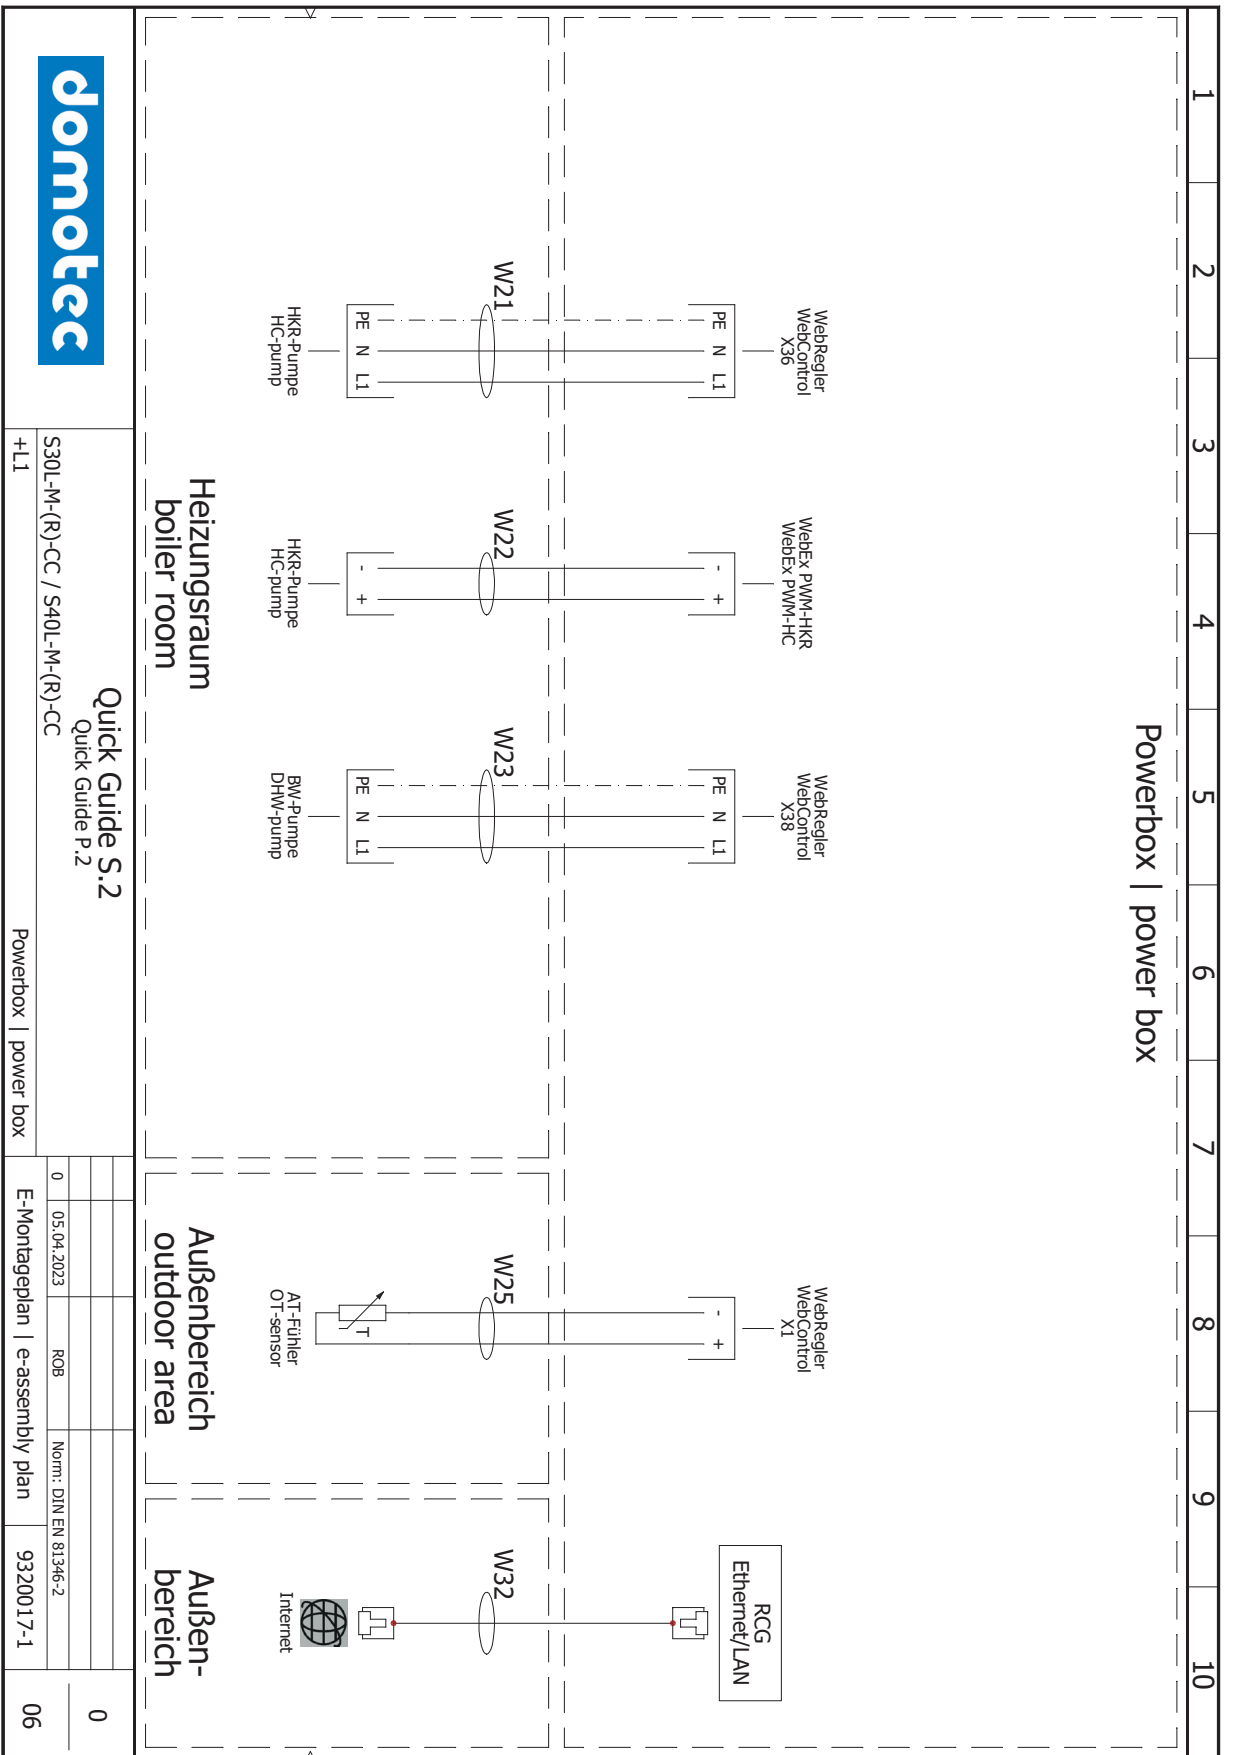 1 2 3 4 5 6 7 8 9 10
Powerbox | power box
WebRegler
WebControl
X36
PE N L1
W21
PE N L1
HKR-Pumpe
HC-pump
WebEx PWM-HKR
WebEx PWM-HC
- +
W22
- +
HKR-Pumpe
HC-pump
WebRegler
WebControl
X38
PE N L1
W23
PE N L1
BW-Pumpe
DHW-pump
WebRegler
WebControl
X1
- +
W25
T
AT-Fühler
OT-sensor
RCG
Ethernet/LAN
W32
Internet
Heizungsraum
boiler room
Außenbereich
outdoor area
Außen-
bereich
domotec
Quick Guide S.2
Quick Guide P.2
S30L-M-(R)-CC / S40L-M-(R)-CC
+L1
Powerbox | power box
0 05.04.2023 ROB Norm: DIN EN 81346-2
E-Montageplan | e-assembly plan
9320017-1
0
06